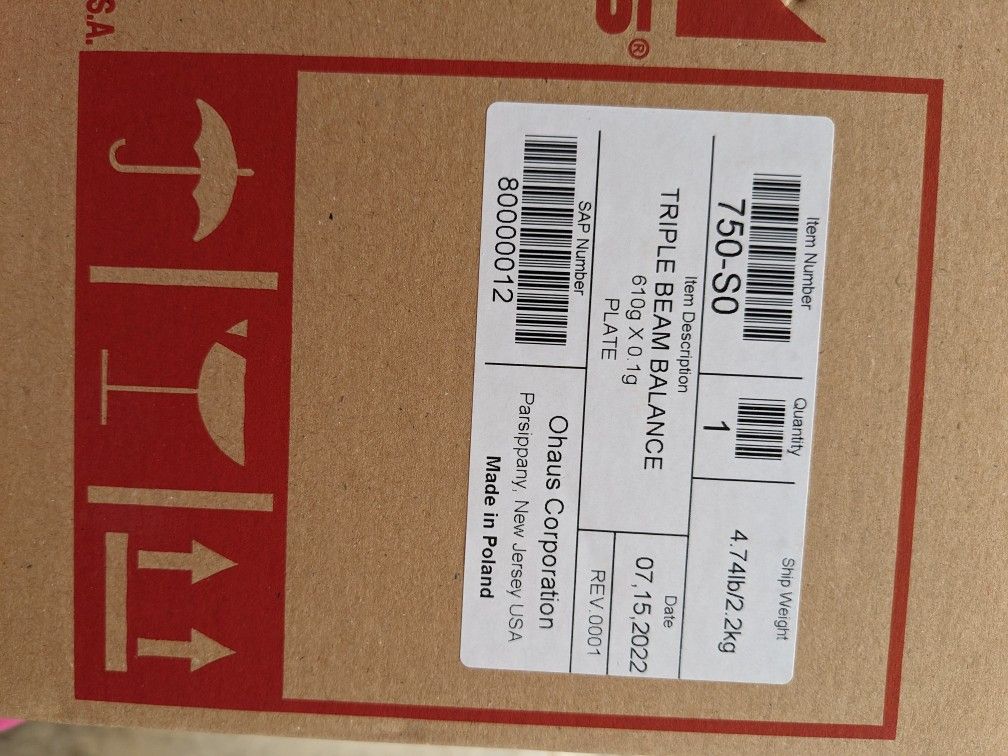 S.A.
S®
Item Number
750-S0
Quantity
1
Ship Weight
4.74lb/2.2kg
Item Description
TRIPLE BEAM BALANCE
610g X 0.1g
PLATE
Date
07,15,2022
REV.0001
SAP Number
80000012
Ohaus Corporation
Parsippany, New Jersey USA
Made in Poland